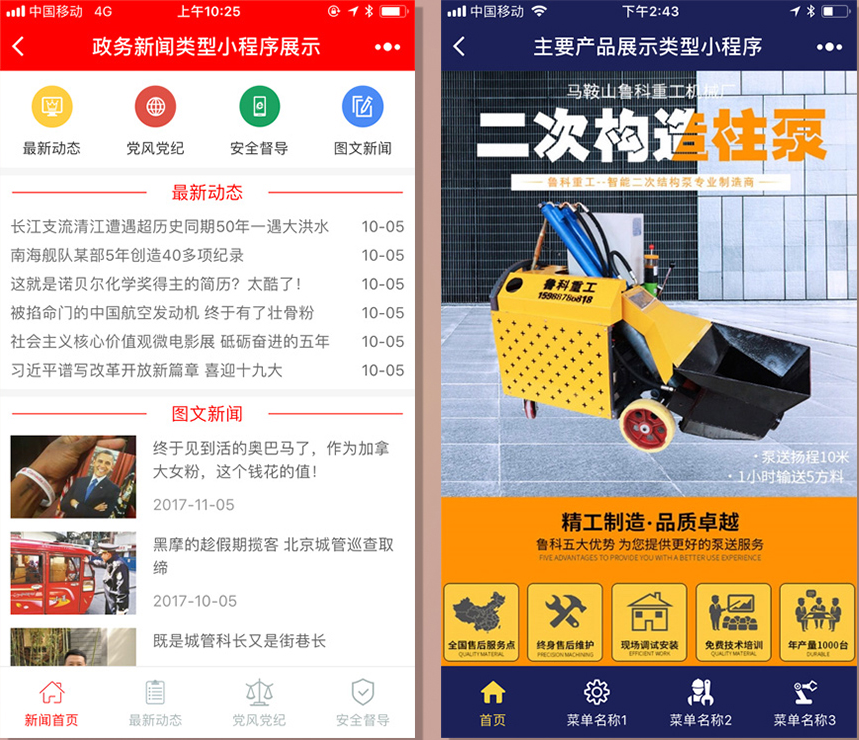 中国移动 4G 上午10:25
政务新闻类型小程序展示
最新动态 党风党纪 安全督导 图文新闻
最新动态
长江支流清江遭遇超历史同期50年一遇大洪水 10-05
南海舰队某部5年创造40多项纪录 10-05
这就是诺贝尔化学奖得主的简历？太酷了！ 10-05
被掐命门的中国航空发动机 终于有了壮骨粉 10-05
社会主义核心价值观微电影展 砥砺奋进的五年 10-05
习近平谱写改革开放新篇章 喜迎十九大 10-05
图文新闻
终于见到活的奥巴马了，作为加拿
大女粉，这个钱花的值！
2017-11-05
黑摩的趁假期揽客 北京城管巡查取
缔
2017-10-05
既是城管科长又是街巷长
新闻首页 最新动态 党风党纪 安全督导
中国移动 下午2:43
主要产品展示类型小程序
马鞍山鲁科重工机械厂
二次构造柱泵
鲁科重工--智能二次结构泵专业制造商
鲁科重工
·泵送扬程10米
·1小时输送5方料
精工制造·品质卓越
鲁科五大优势 为您提供更好的泵送服务
FIVE ADVANTAGES TO PROVIDE YOU WITH A BETTER USE EXPERIENCE
全国售后服务点 终身售后维护 现场调试安装 免费技术培训 年产量1000台
QUALITY MATERIAL PRECISION MACHINING EFFICIENT WORK QUALITY MATERIAL DURABLE
首页 菜单名称1 菜单名称2 菜单名称3